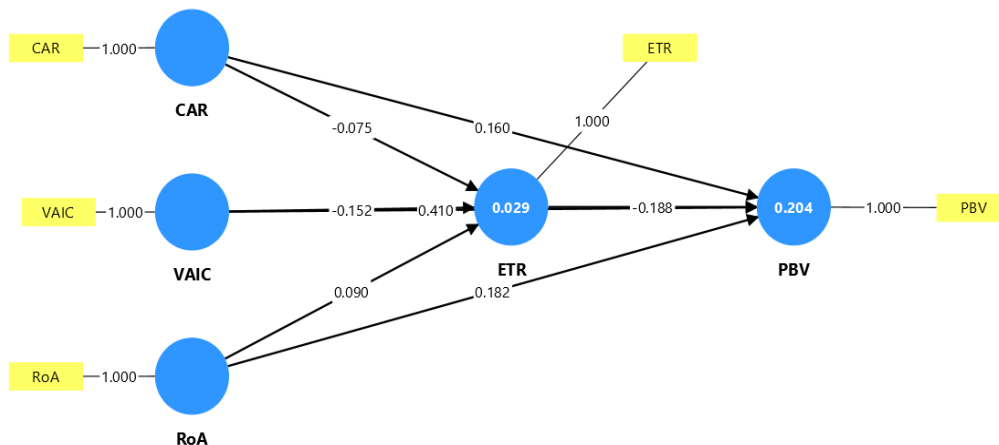 CAR
1.000
CAR
ETR
1.000
-0.075
0.160
VAIC
1.000
VAIC
-0.152
0.410
0.029
ETR
-0.188
0.204
PBV
1.000
PBV
0.090
0.182
RoA
1.000
RoA